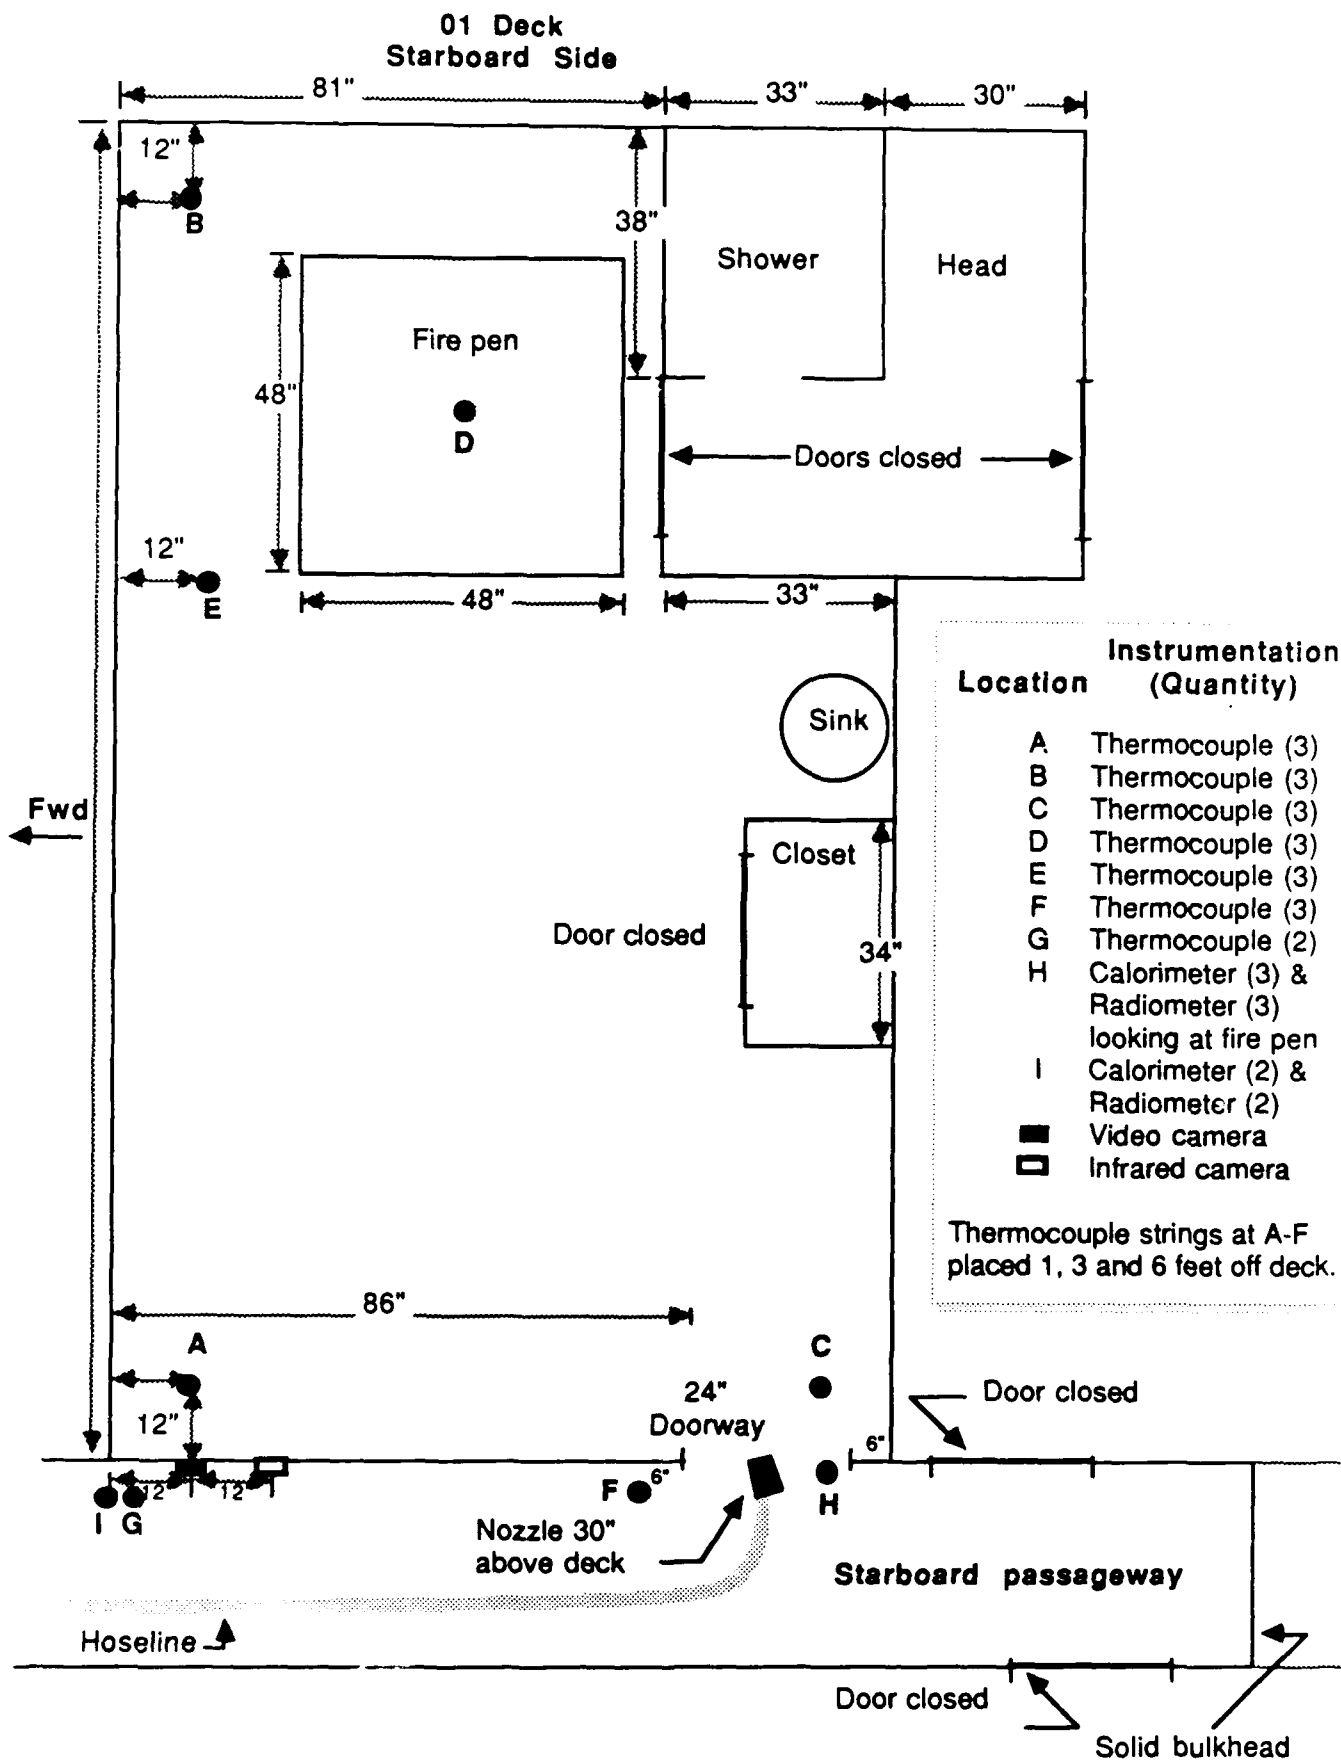 01 Deck
Starboard Side
81"
33"
30"
12"
B
38"
Shower
Head
Fire pen
48"
D
Doors closed
12"
E
48"
33"
Instrumentation
Location (Quantity)
A Thermocouple (3)
B Thermocouple (3)
C Thermocouple (3)
D Thermocouple (3)
E Thermocouple (3)
F Thermocouple (3)
G Thermocouple (2)
H Calorimeter (3) &
Radiometer (3)
looking at fire pen
I Calorimeter (2) &
Radiometer (2)
Video camera
Infrared camera
Thermocouple strings at A-F
placed 1, 3 and 6 feet off deck.
Sink
Fwd
Closet
Door closed
34"
86"
A
C
24"
Doorway
Door closed
12"
6"
6"
12
12
I G
F
H
Nozzle 30"
above deck
Starboard passageway
Hoseline
Door closed
Solid bulkhead